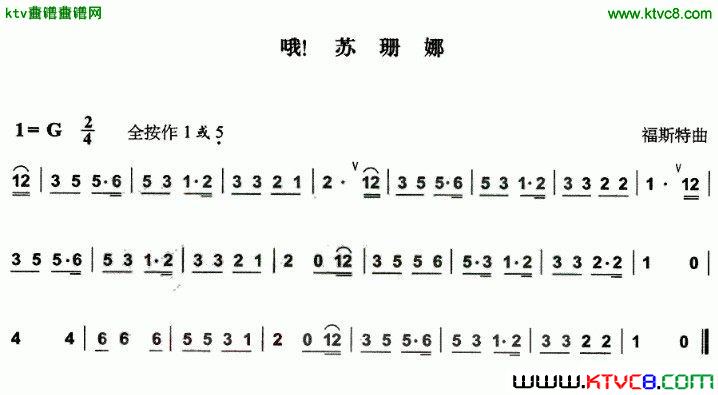 ktv谱谱网
www.ktvc8.com
哦! 苏 珊 娜
1=G 2/4 全按作 1 或 5̣
福斯特曲
12 | 3 5 5·6 | 5 3 1·2 | 3 3 2 1 | 2· ∨ 12 | 3 5 5·6 | 5 3 1·2 | 3 3 2 2 | 1· ∨ 12 |
3 5 5·6 | 5 3 1·2 | 3 3 2 1 | 2 0 12 | 3 5 5 6 | 5·3 1·2 | 3 3 2·2 | 1 0 |
4 4 | 6 6 6 | 5 5 3 1 | 2 0 12 | 3 5 5·6 | 5 3 1·2 | 3 3 2 2 | 1 0 ‖
www.KTVC8.COM